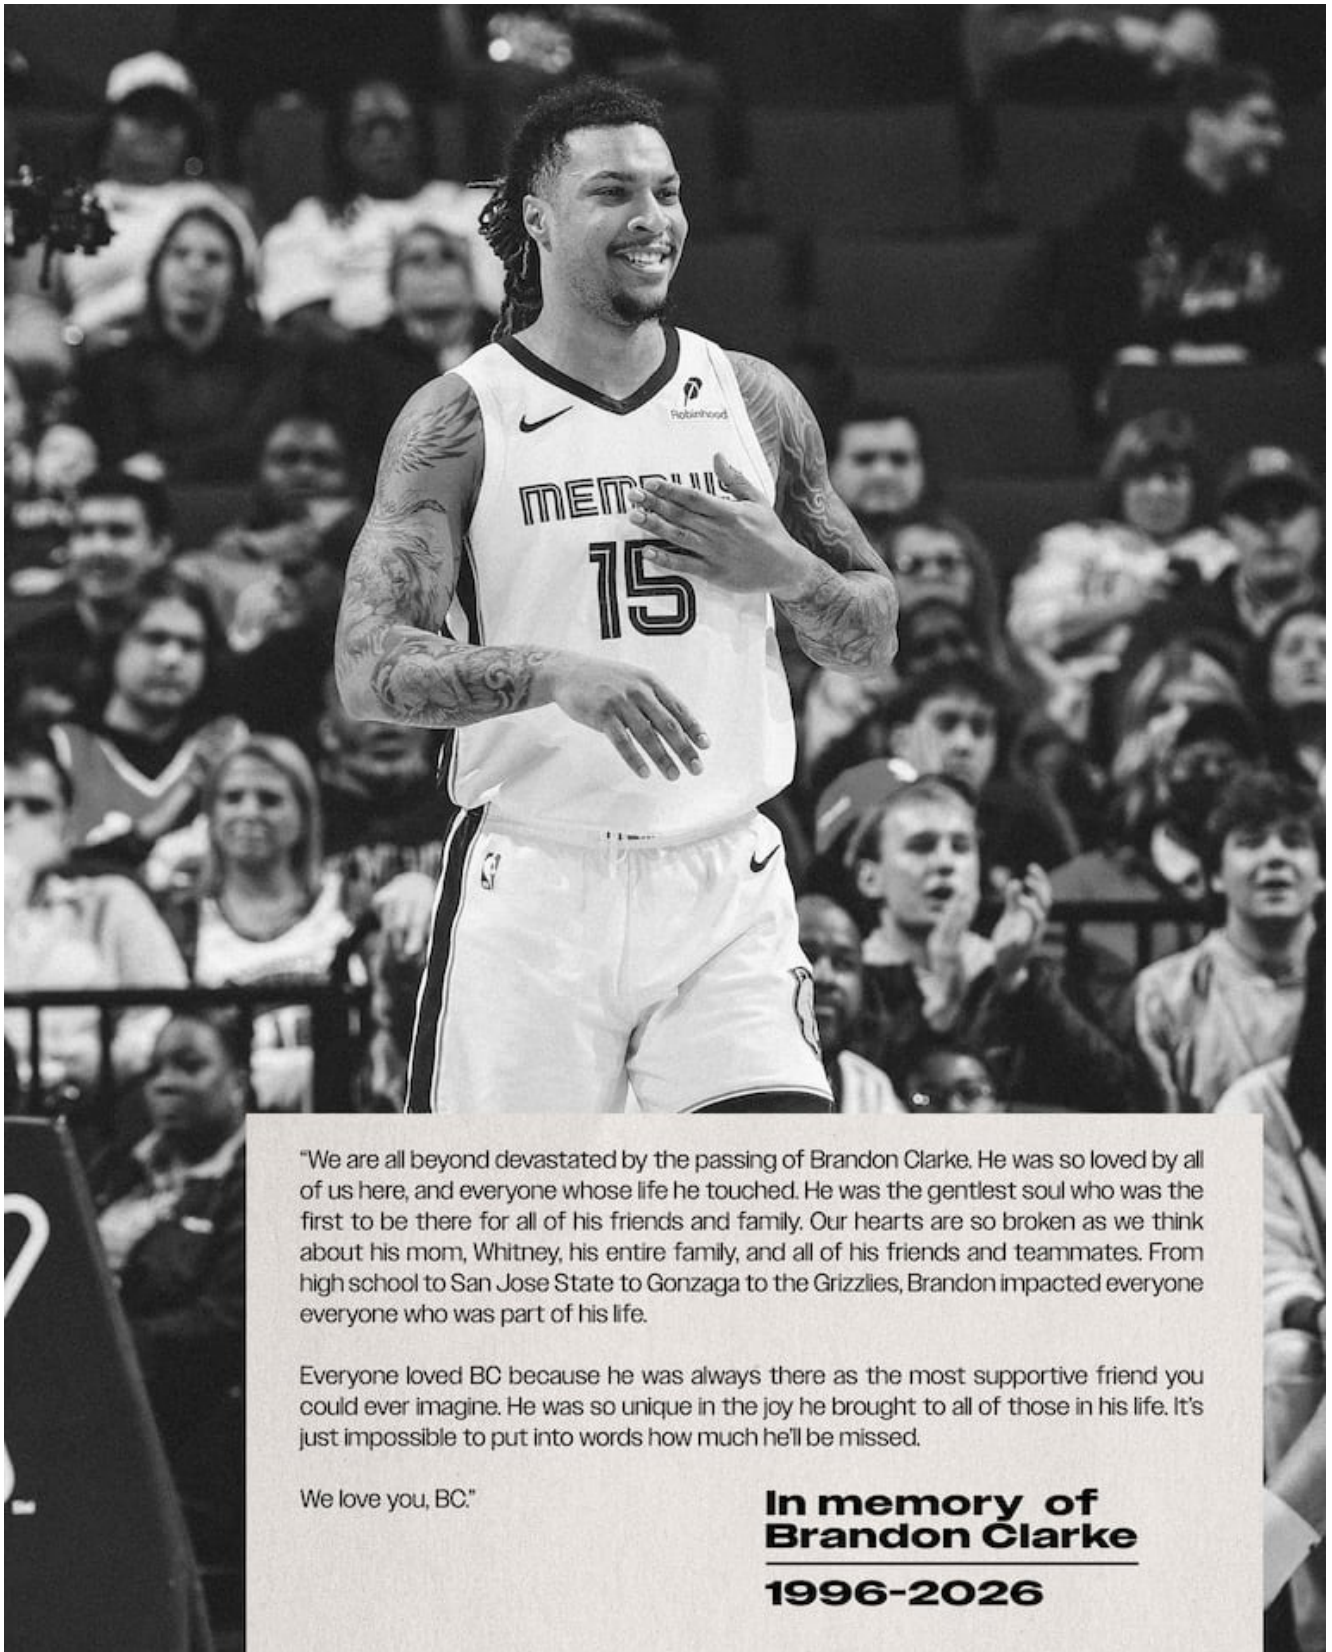 Robinhood
MEMPHIS
15
“We are all beyond devastated by the passing of Brandon Clarke. He was so loved by all
of us here, and everyone whose life he touched. He was the gentlest soul who was the
first to be there for all of his friends and family. Our hearts are so broken as we think
about his mom, Whitney, his entire family, and all of his friends and teammates. From
high school to San Jose State to Gonzaga to the Grizzlies, Brandon impacted everyone
everyone who was part of his life.
Everyone loved BC because he was always there as the most supportive friend you
could ever imagine. He was so unique in the joy he brought to all of those in his life. It’s
just impossible to put into words how much he’ll be missed.
We love you, BC.”
In memory of
Brandon Clarke
1996-2026